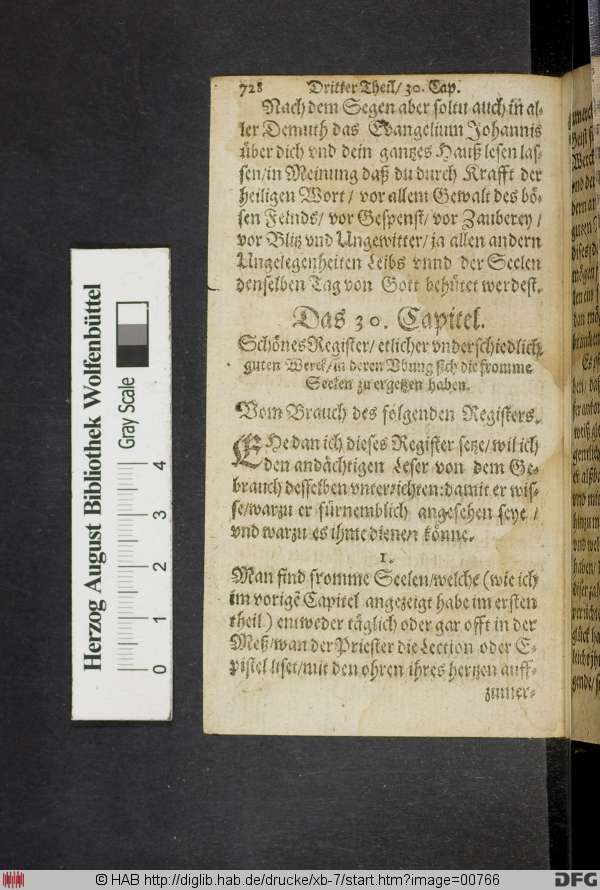 728 Dritter Theil/ 30. Cap.
Nach dem Segen aber soltu auch in al-
ler Demuth das Evangelium Johannis
über dich vnd dein gantzes Hauß lesen las-
sen/in Meinung daß du durch Krafft der
heiligen Wort / vor allem Gewalt des bö-
sen Feinds/ vor Gespenst/ vor Zauberey /
vor Blitz vnd Ungewitter/ ja allen andern
Ungelegenheiten Leibs vnnd der Seelen
denselben Tag von Gott behütet werdest.
Das 30. Capitel.
Schönes Register/ etlicher vnderschiedlich
guten Werck/in deren Vbung sich die fromme
Seelen zu ergetzen haben.
Vom Brauch des folgenden Registers.
EHe dan ich dieses Register setze/ wil ich
den andächtigen Leser von dem Ge-
brauch desselben vnterrichten: damit er wis-
se/warzu er fürnemblich angesehen seye /
vnd warzu es ihme dienen könne.
1.
Man find fromme Seelen/welche (wie ich
im vorigē Capitel angezeigt habe im ersten
theil) entweder täglich oder gar offt in der
Meß/wan der Priester die Lection oder E-
pistel liset/mit den ohren ihres hertzen auff-
zumer-
Herzog August Bibliothek Wolfenbüttel
Gray Scale
0 1 2 3 4
© HAB http://diglib.hab.de/drucke/xb-7/start.htm?image=00766
DFG